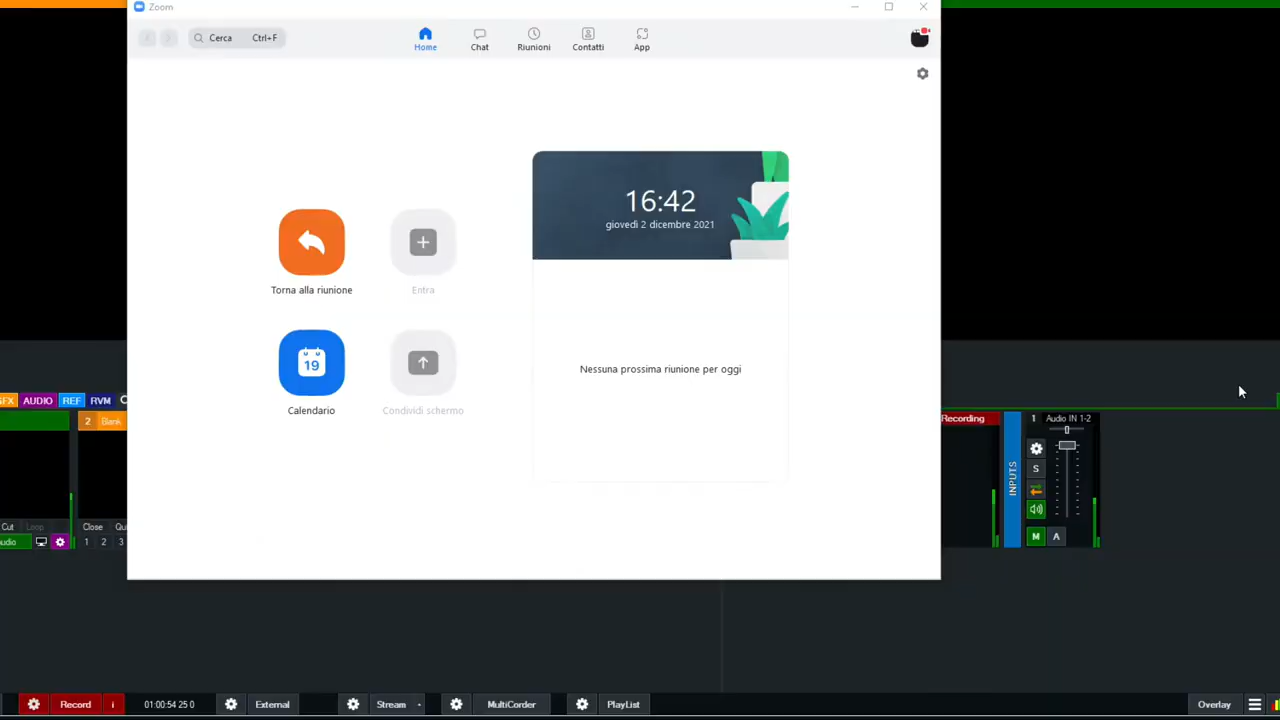 Zoom
Cerca Ctrl+F
Home
Chat
Riunioni
Contatti
App
16:42
giovedì 2 dicembre 2021
Torna alla riunione
Entra
19
Calendario
Condividi schermo
Nessuna prossima riunione per oggi
AUDIO REF RVM
2 Blank
Cut Loop
Close
1 2 3
Recording
INPUTS
1 Audio IN 1-2
S
M A
Record i 01:00:54 25 0 External Stream MultiCorder PlayList Overlay